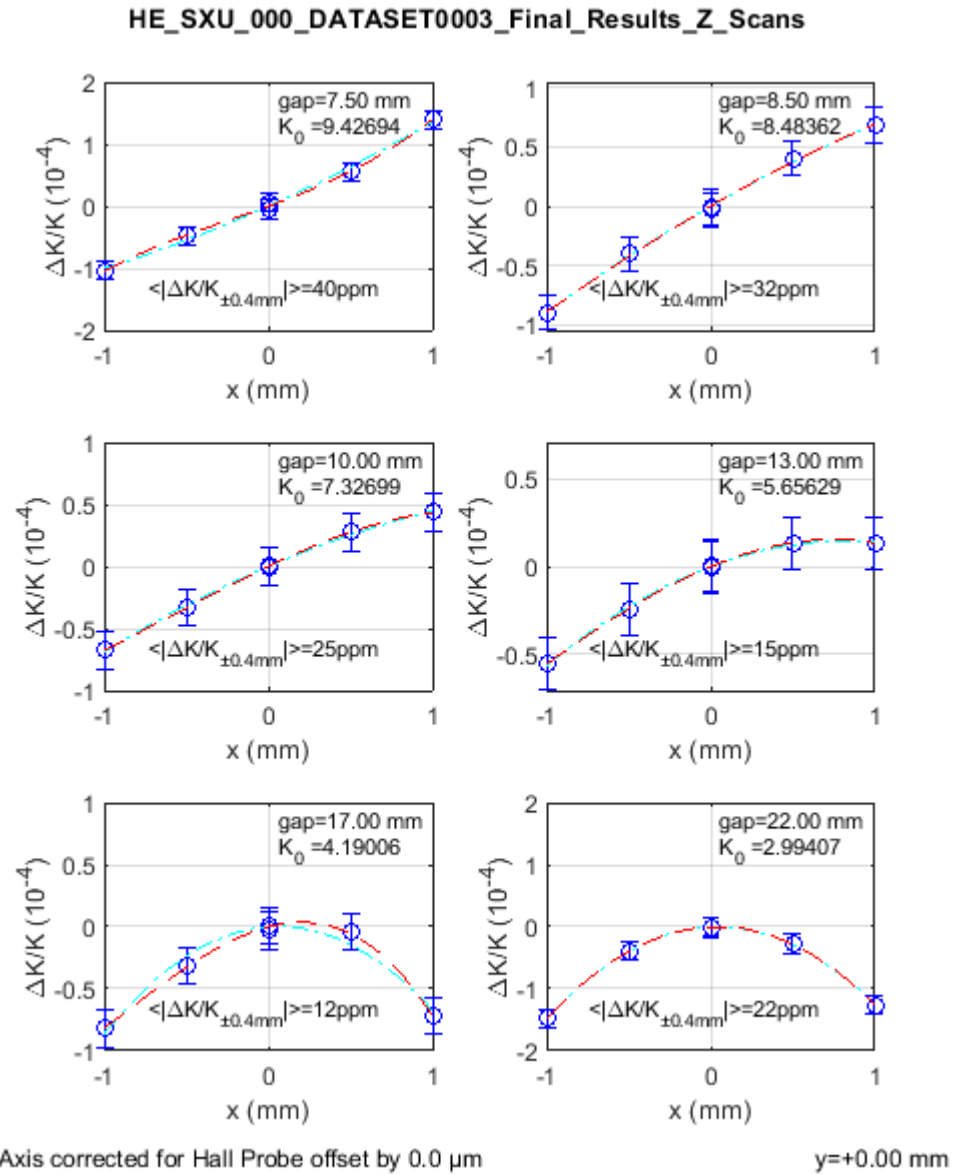 HE_SXU_000_DATASET0003_Final_Results_Z_Scans
ΔK/K (10⁻⁴)
2
1
0
-1
-2
gap=7.50 mm
K₀ =9.42694
<|ΔK/K±0.4mm|>=40ppm
-1 0 1
x (mm)
ΔK/K (10⁻⁴)
1
0.5
0
-0.5
-1
gap=8.50 mm
K₀ =8.48362
<|ΔK/K±0.4mm|>=32ppm
-1 0 1
x (mm)
ΔK/K (10⁻⁴)
1
0.5
0
-0.5
-1
gap=10.00 mm
K₀ =7.32699
<|ΔK/K±0.4mm|>=25ppm
-1 0 1
x (mm)
ΔK/K (10⁻⁴)
0.5
0
-0.5
gap=13.00 mm
K₀ =5.65629
<|ΔK/K±0.4mm|>=15ppm
-1 0 1
x (mm)
ΔK/K (10⁻⁴)
1
0.5
0
-0.5
-1
gap=17.00 mm
K₀ =4.19006
<|ΔK/K±0.4mm|>=12ppm
-1 0 1
x (mm)
ΔK/K (10⁻⁴)
2
1
0
-1
-2
gap=22.00 mm
K₀ =2.99407
<|ΔK/K±0.4mm|>=22ppm
-1 0 1
x (mm)
Axis corrected for Hall Probe offset by 0.0 µm
y=+0.00 mm